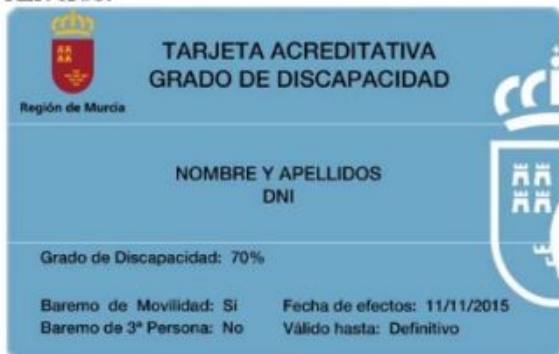 TARJETA ACREDITATIVA
GRADO DE DISCAPACIDAD
Región de Murcia
NOMBRE Y APELLIDOS
DNI
Grado de Discapacidad: 70%
Baremo de Movilidad: Sí Fecha de efectos: 11/11/2015
Baremo de 3ª Persona: No Válido hasta: Definitivo